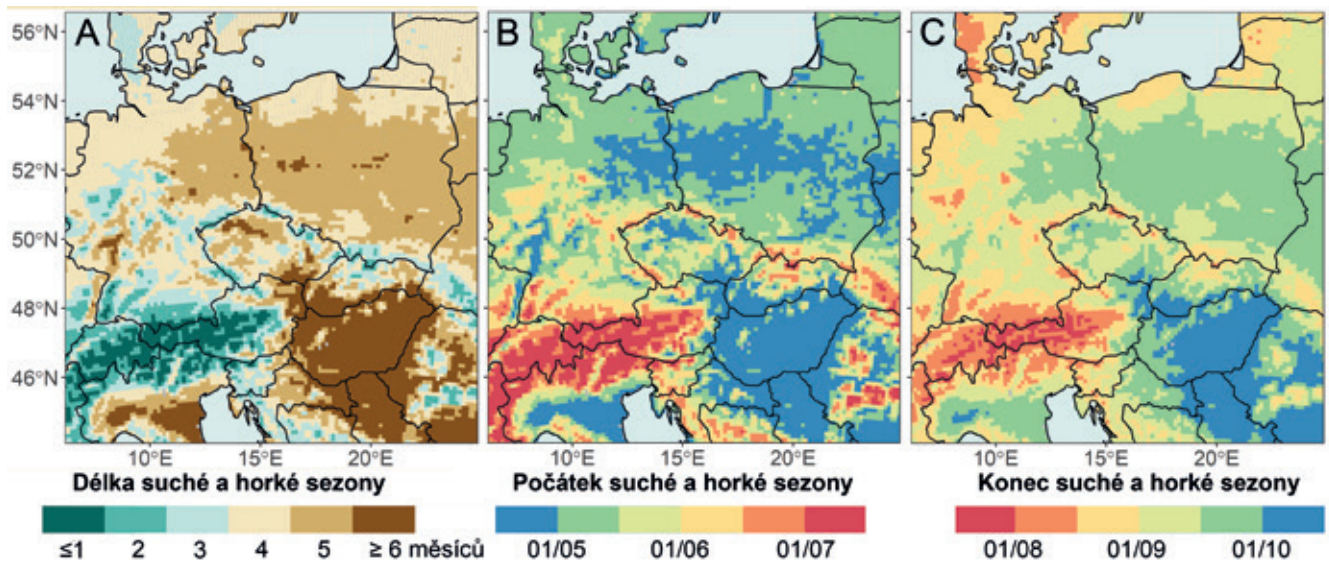 A
B
C
56°N
54°N
52°N
50°N
48°N
46°N
10°E 15°E 20°E
10°E 15°E 20°E
10°E 15°E 20°E
Délka suché a horké sezony
≤1 2 3 4 5 ≥ 6 měsíců
Počátek suché a horké sezony
01/05 01/06 01/07
Konec suché a horké sezony
01/08 01/09 01/10